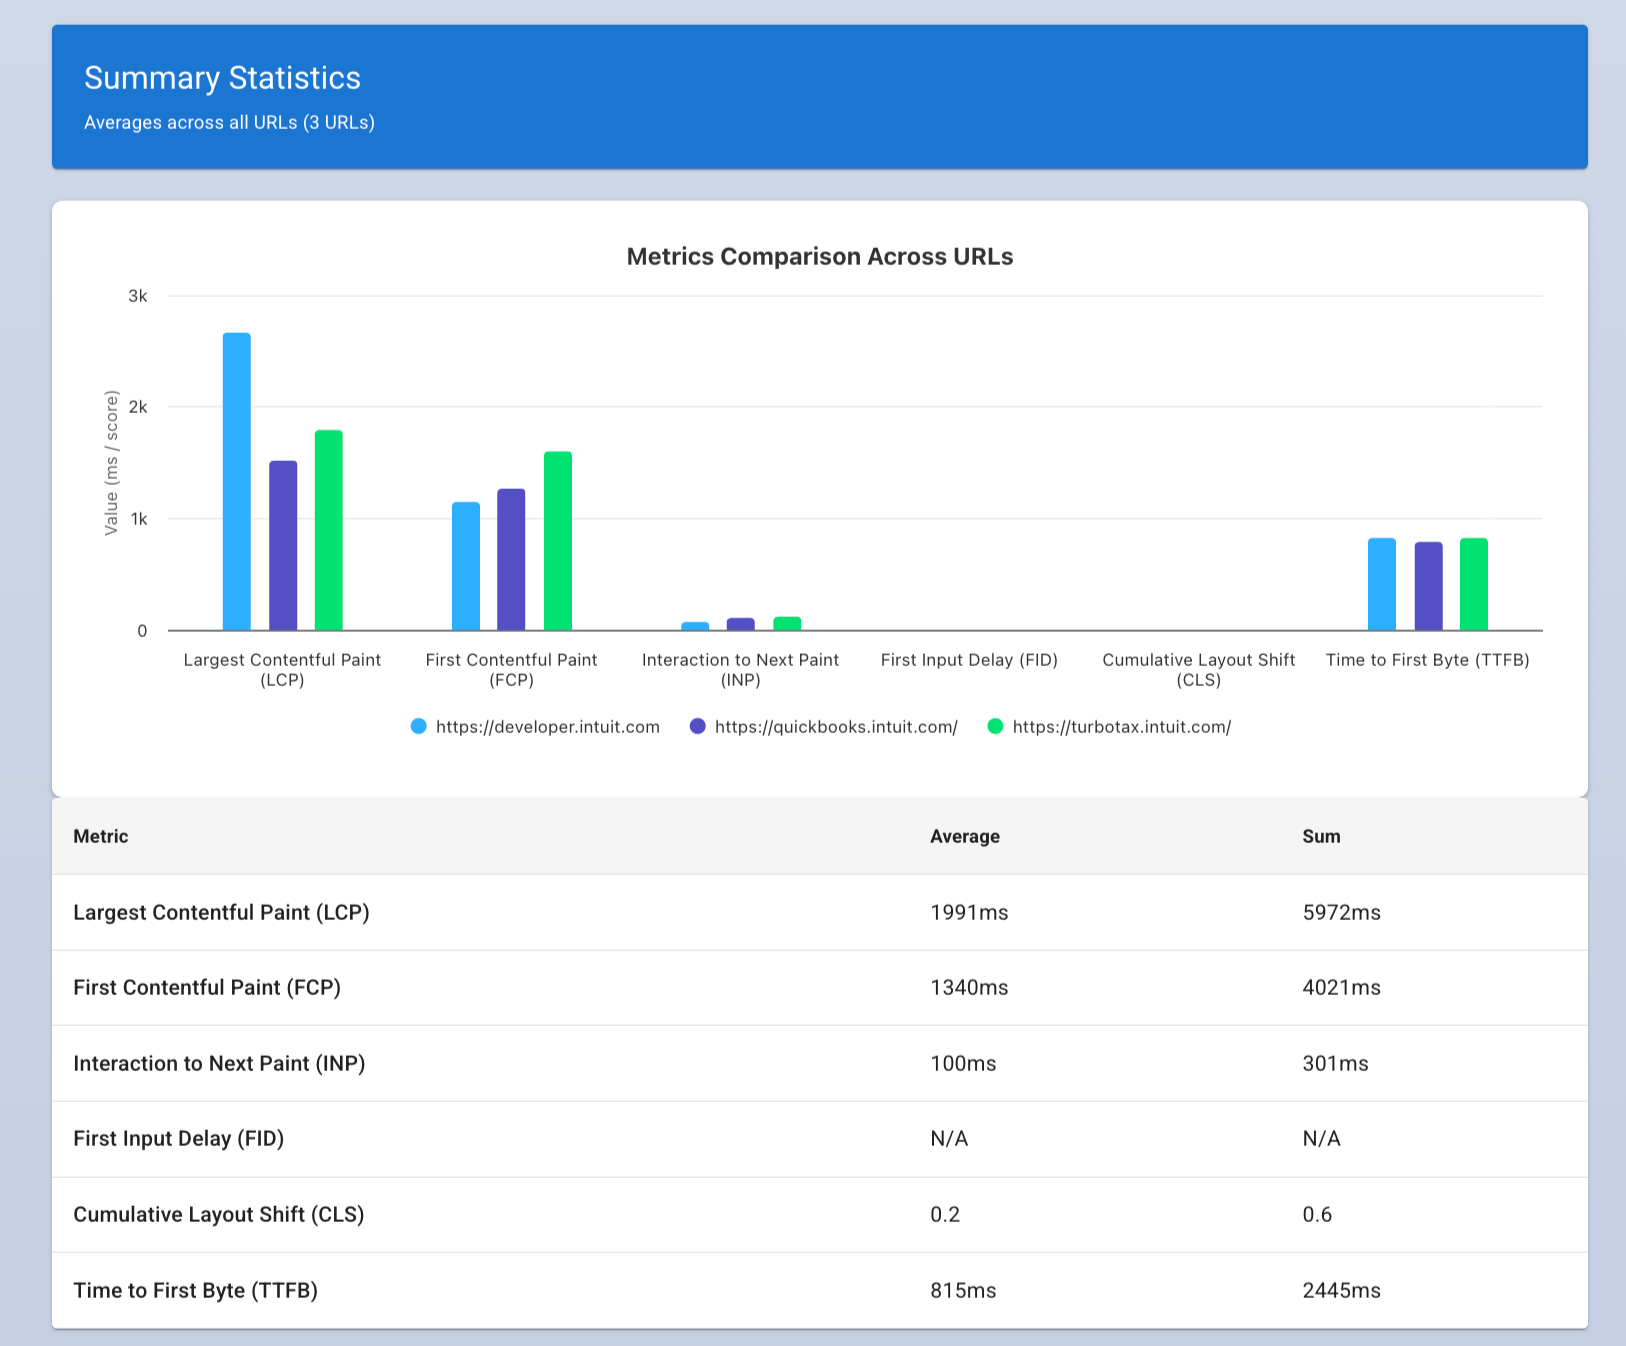 Summary Statistics
Averages across all URLs (3 URLs)
Metrics Comparison Across URLs
Value (ms / score)
3k
2k
1k
0
Largest Contentful Paint
(LCP)
First Contentful Paint
(FCP)
Interaction to Next Paint
(INP)
First Input Delay (FID)
Cumulative Layout Shift
(CLS)
Time to First Byte (TTFB)
https://developer.intuit.com https://quickbooks.intuit.com/ https://turbotax.intuit.com/
Metric Average Sum
Largest Contentful Paint (LCP) 1991ms 5972ms
First Contentful Paint (FCP) 1340ms 4021ms
Interaction to Next Paint (INP) 100ms 301ms
First Input Delay (FID) N/A N/A
Cumulative Layout Shift (CLS) 0.2 0.6
Time to First Byte (TTFB) 815ms 2445ms